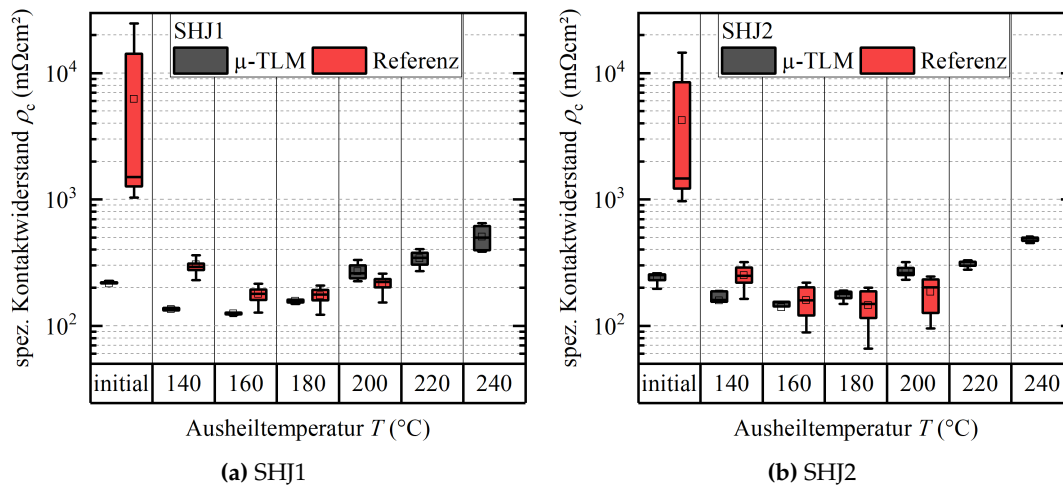 SHJ1
μ-TLM Referenz
spez. Kontaktwiderstand ρc (mΩcm²)
10⁴
10³
10²
initial 140 160 180 200 220 240
Ausheiltemperatur T (°C)
(a) SHJ1
SHJ2
μ-TLM Referenz
spez. Kontaktwiderstand ρc (mΩcm²)
10⁴
10³
10²
initial 140 160 180 200 220 240
Ausheiltemperatur T (°C)
(b) SHJ2